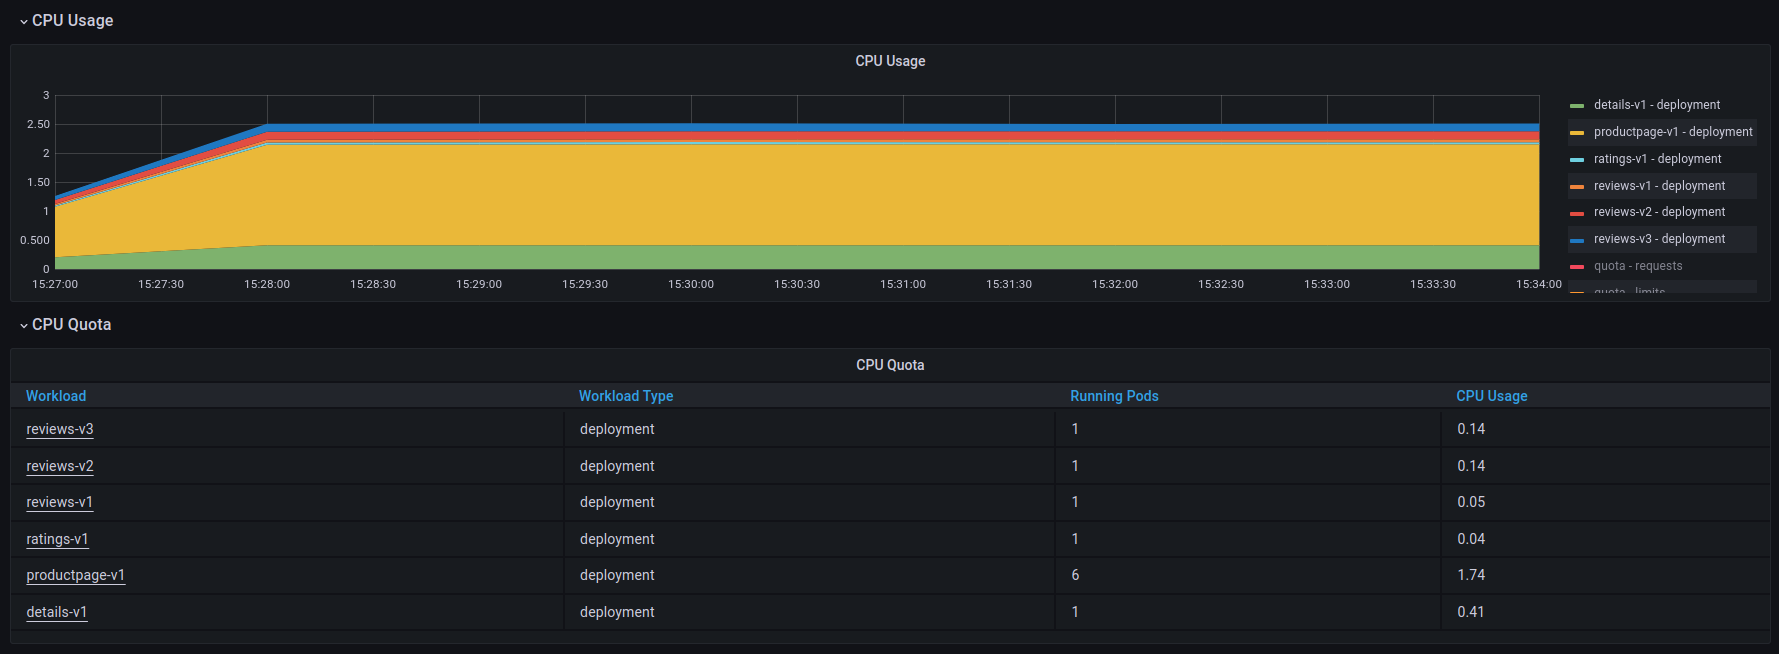 CPU Usage
CPU Usage
3
2.50
2
1.50
1
0.500
0
15:27:00 15:27:30 15:28:00 15:28:30 15:29:00 15:29:30 15:30:00 15:30:30 15:31:00 15:31:30 15:32:00 15:32:30 15:33:00 15:33:30 15:34:00
details-v1 - deployment
productpage-v1 - deployment
ratings-v1 - deployment
reviews-v1 - deployment
reviews-v2 - deployment
reviews-v3 - deployment
quota - requests
quota - limits
CPU Quota
CPU Quota
Workload Workload Type Running Pods CPU Usage
reviews-v3 deployment 1 0.14
reviews-v2 deployment 1 0.14
reviews-v1 deployment 1 0.05
ratings-v1 deployment 1 0.04
productpage-v1 deployment 6 1.74
details-v1 deployment 1 0.41